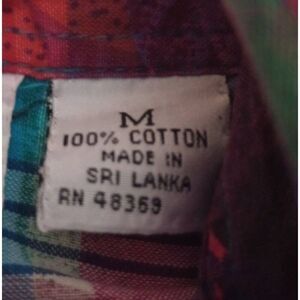 M
100% COTTON
MADE IN
SRI LANKA
RN 48369